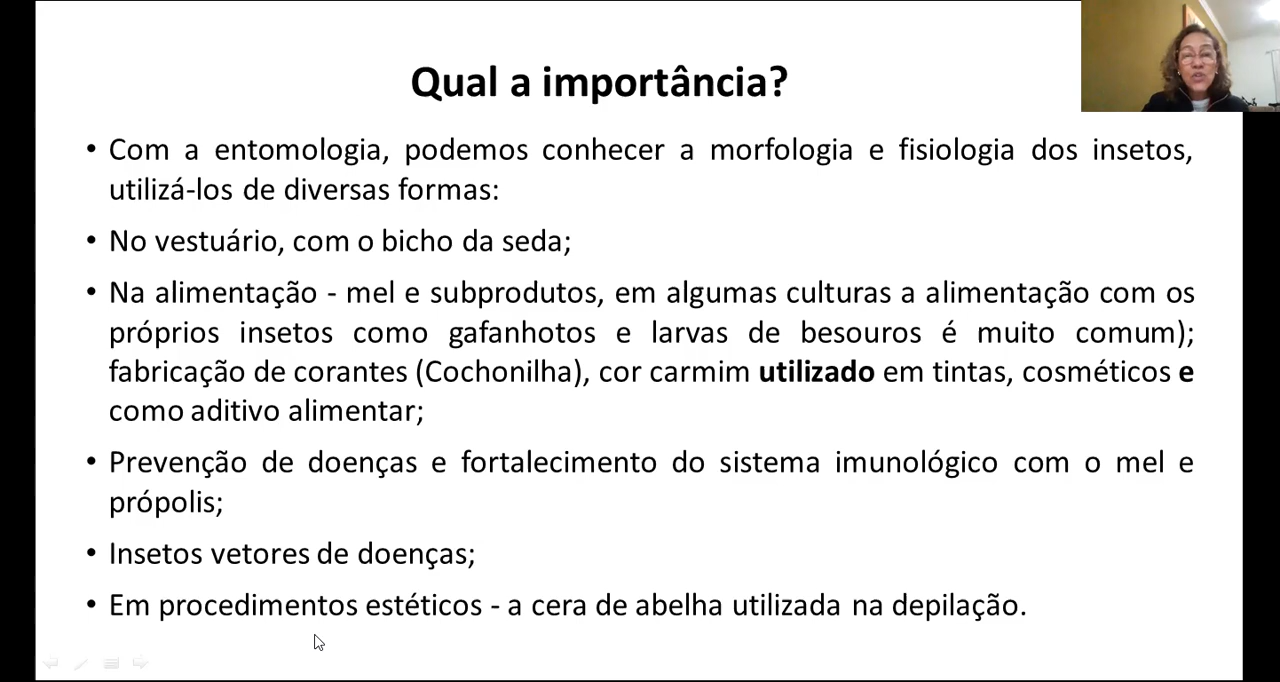 Qual a importância?
• Com a entomologia, podemos conhecer a morfologia e fisiologia dos insetos,
utilizá-los de diversas formas:
• No vestuário, com o bicho da seda;
• Na alimentação - mel e subprodutos, em algumas culturas a alimentação com os
próprios insetos como gafanhotos e larvas de besouros é muito comum);
fabricação de corantes (Cochonilha), cor carmim utilizado em tintas, cosméticos e
como aditivo alimentar;
• Prevenção de doenças e fortalecimento do sistema imunológico com o mel e
própolis;
• Insetos vetores de doenças;
• Em procedimentos estéticos - a cera de abelha utilizada na depilação.